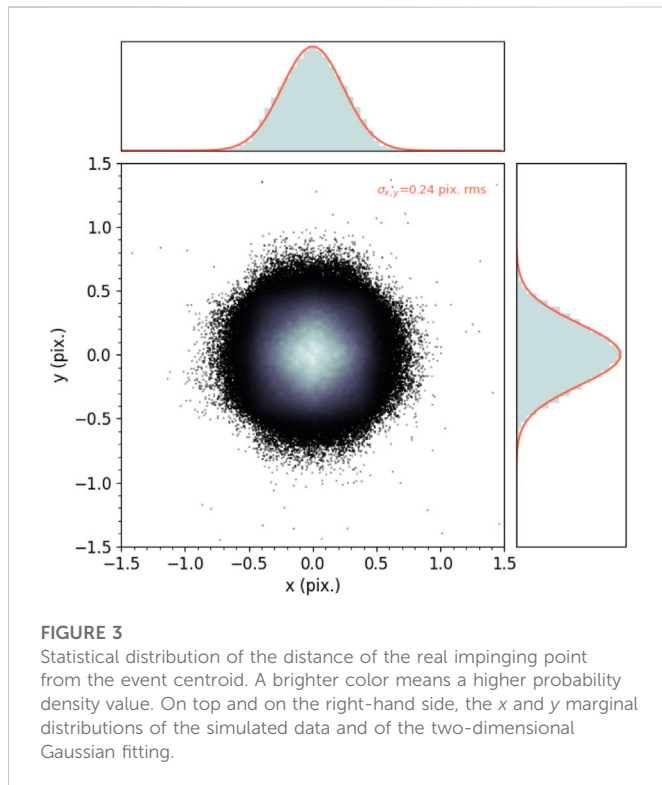 1.5
σx,y=0.24 pix. rms
1.0
0.5
y (pix.)
0.0
−0.5
−1.0
−1.5
−1.5 −1.0 −0.5 0.0 0.5 1.0 1.5
x (pix.)
FIGURE 3
Statistical distribution of the distance of the real impinging point
from the event centroid. A brighter color means a higher probability
density value. On top and on the right-hand side, the x and y marginal
distributions of the simulated data and of the two-dimensional
Gaussian fitting.